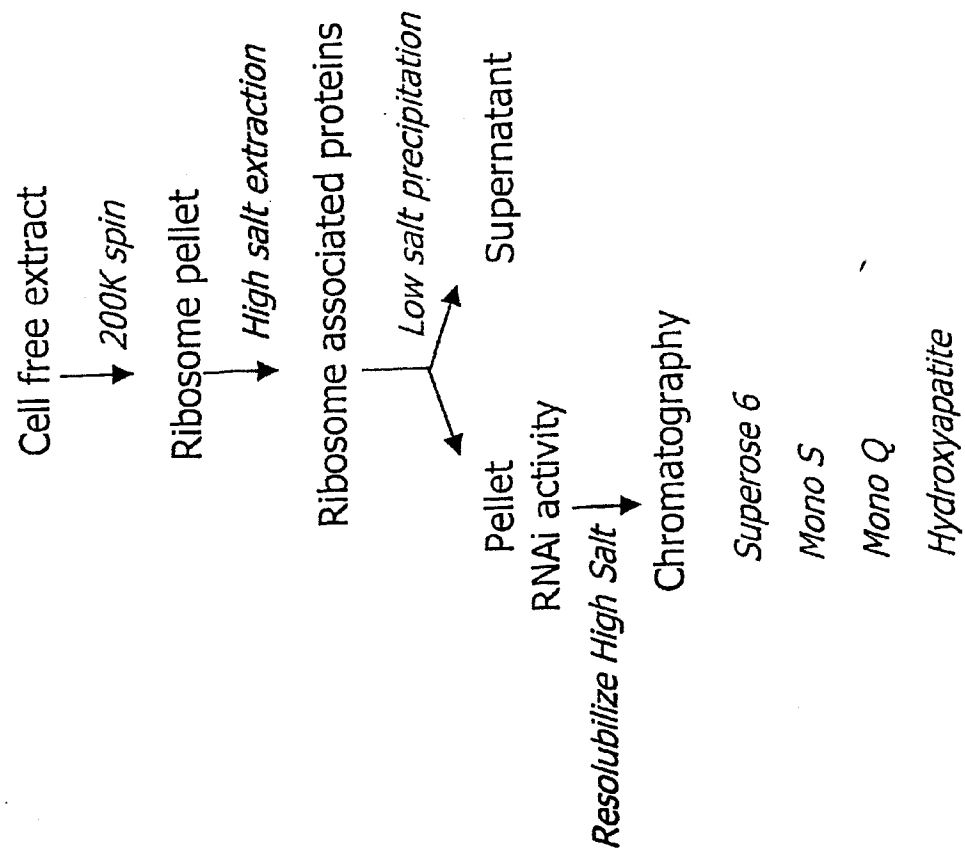 Cell free extract
200K spin
Ribosome pellet
High salt extraction
Ribosome associated proteins
Low salt precipitation
Pellet
RNAi activity
Supernatant
Resolubilize High Salt
Chromatography
Superose 6
Mono S
Mono Q
Hydroxyapatite